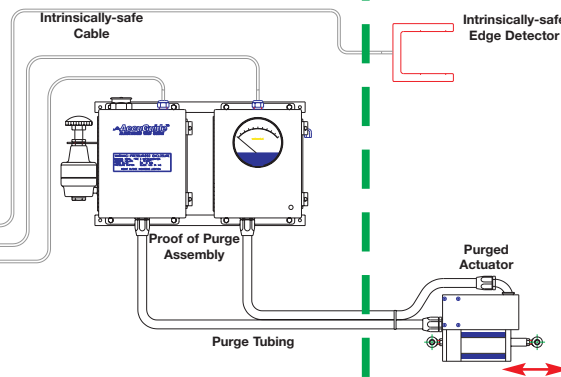 Intrinsically-safe
Cable
Intrinsically-safe
Edge Detector
AccuGuide
Proof of Purge
Assembly
Purged
Actuator
Purge Tubing